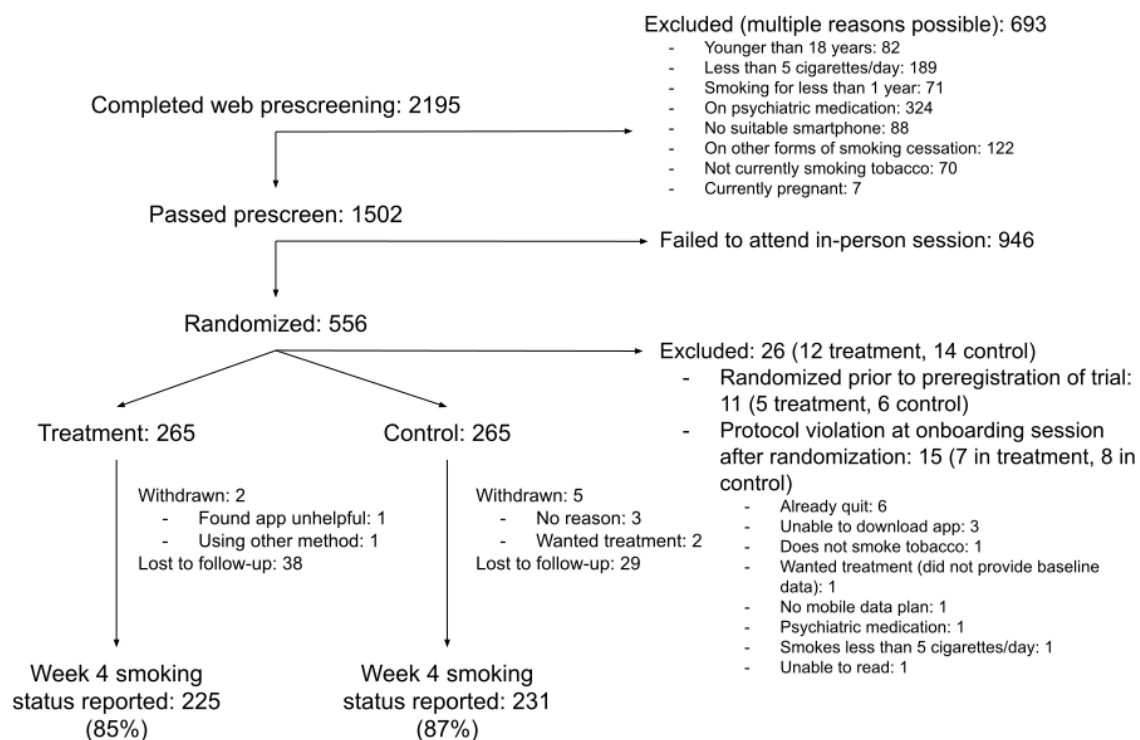 Excluded (multiple reasons possible): 693
- Younger than 18 years: 82
- Less than 5 cigarettes/day: 189
- Smoking for less than 1 year: 71
- On psychiatric medication: 324
- No suitable smartphone: 88
- On other forms of smoking cessation: 122
- Not currently smoking tobacco: 70
- Currently pregnant: 7
Completed web prescreening: 2195
Passed prescreen: 1502
Failed to attend in-person session: 946
Randomized: 556
Excluded: 26 (12 treatment, 14 control)
- Randomized prior to preregistration of trial:
11 (5 treatment, 6 control)
- Protocol violation at onboarding session
after randomization: 15 (7 in treatment, 8 in
control)
- Already quit: 6
- Unable to download app: 3
- Does not smoke tobacco: 1
- Wanted treatment (did not provide baseline
data): 1
- No mobile data plan: 1
- Psychiatric medication: 1
- Smokes less than 5 cigarettes/day: 1
- Unable to read: 1
Treatment: 265
Withdrawn: 2
- Found app unhelpful: 1
- Using other method: 1
Lost to follow-up: 38
Week 4 smoking
status reported: 225
(85%)
Control: 265
Withdrawn: 5
- No reason: 3
- Wanted treatment: 2
Lost to follow-up: 29
Week 4 smoking
status reported: 231
(87%)